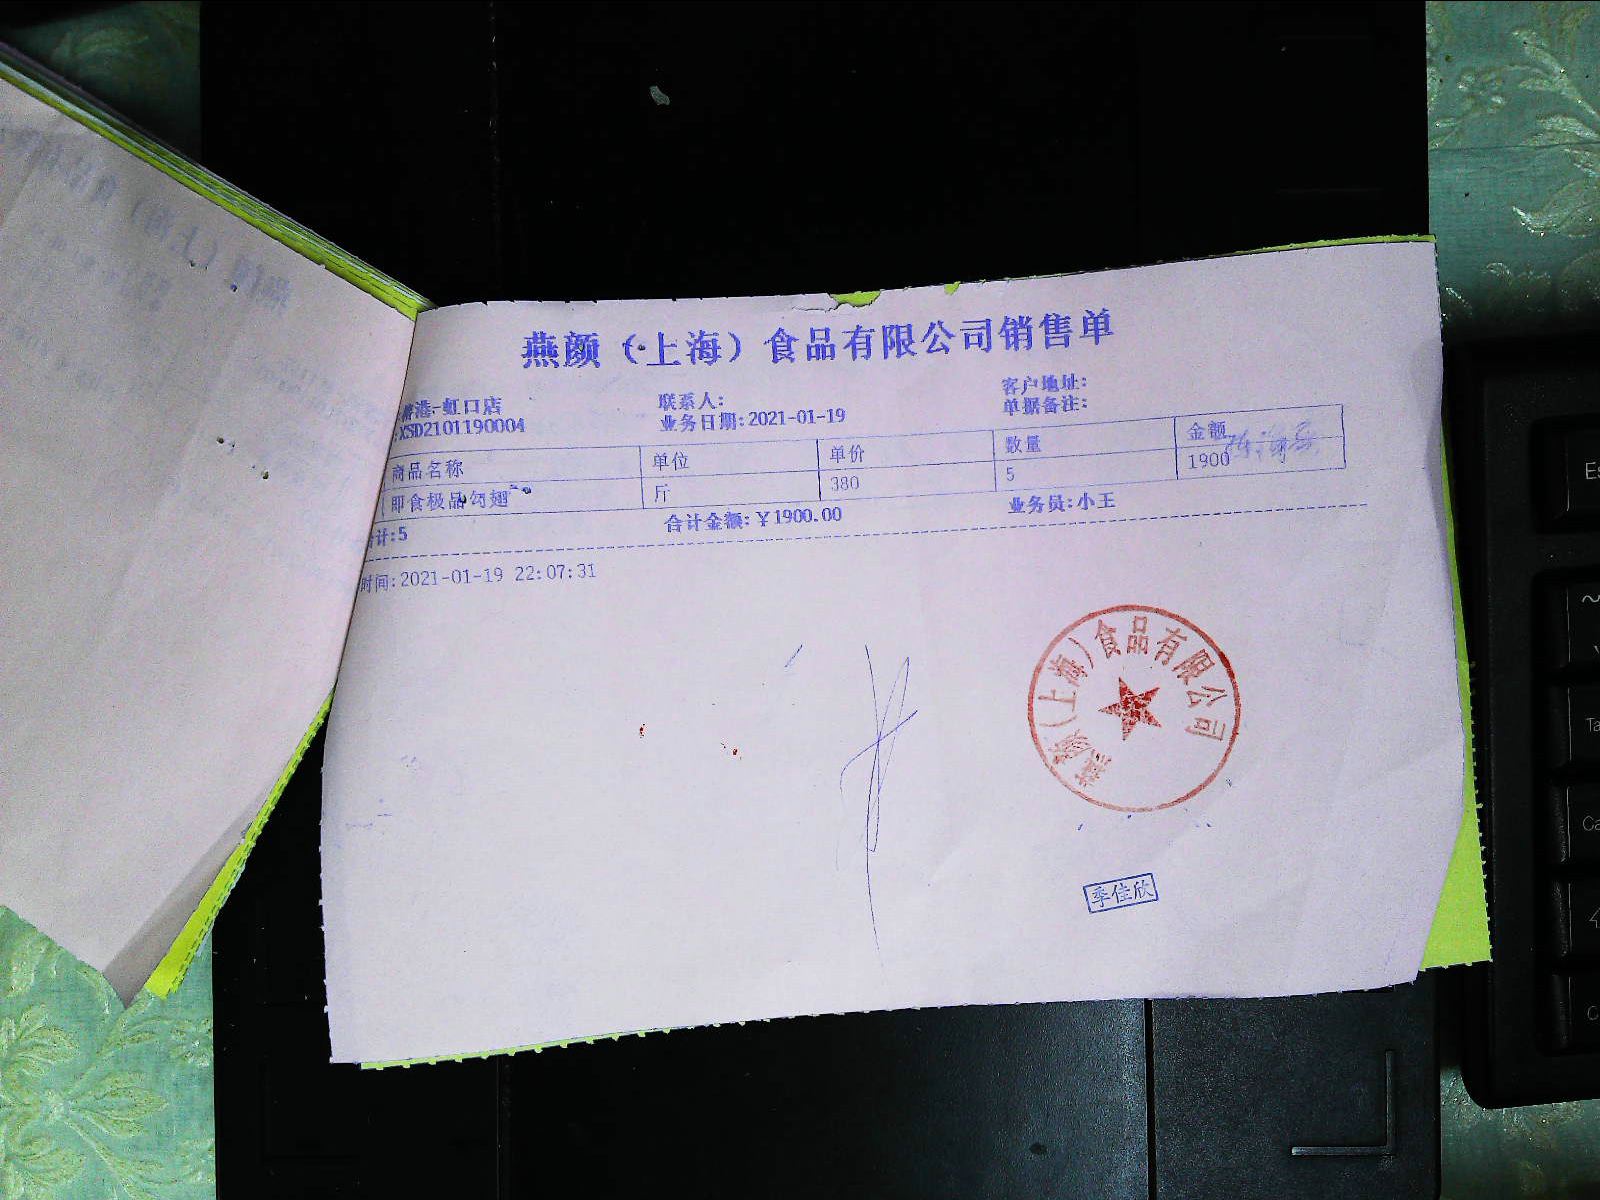 燕颜（上海）食品有限公司销售单
港-虹口店
联系人:
客户地址:
:XSD2101190004
业务日期:2021-01-19
单据备注:
商品名称 单位 单价 数量 金额
即食极品勾翅 斤 380 5 1900
计:5
合计金额:￥1900.00
业务员:小王
时间:2021-01-19 22:07:31
燕颜（上海）食品有限公司
季佳欣